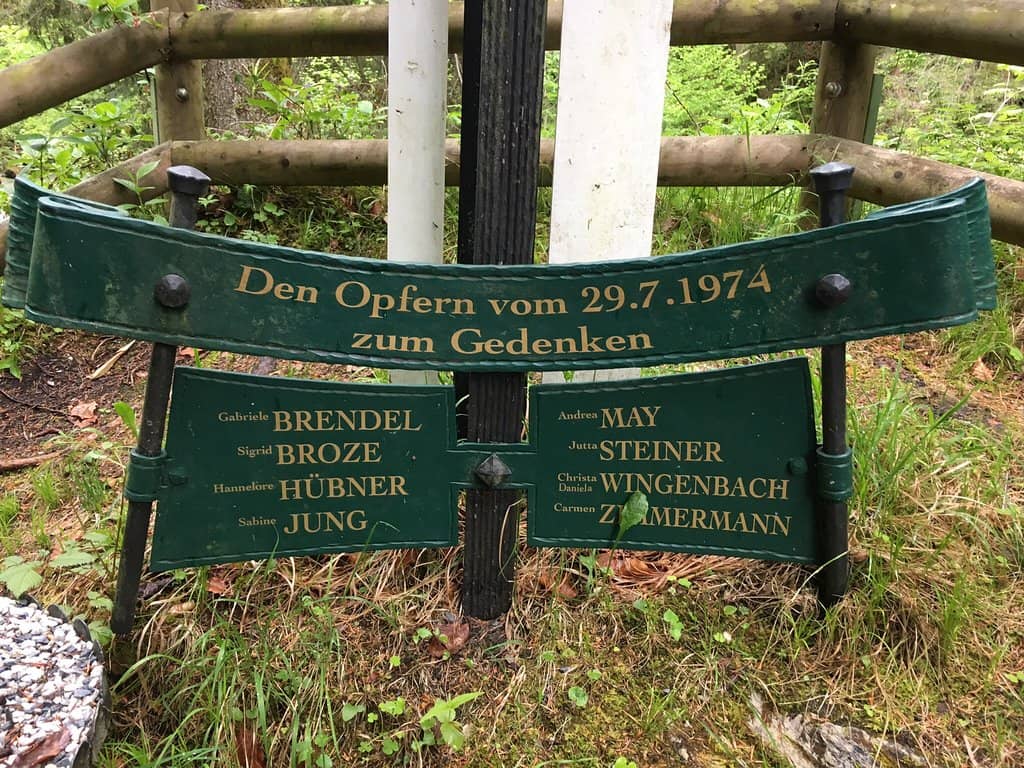 Den Opfern vom 29.7.1974
zum Gedenken
Gabriele BRENDEL
Sigrid BROZE
Hannelore HÜBNER
Sabine JUNG
Andrea MAY
Jutta STEINER
Christa Daniela WINGENBACH
Carmen ZIMMERMANN